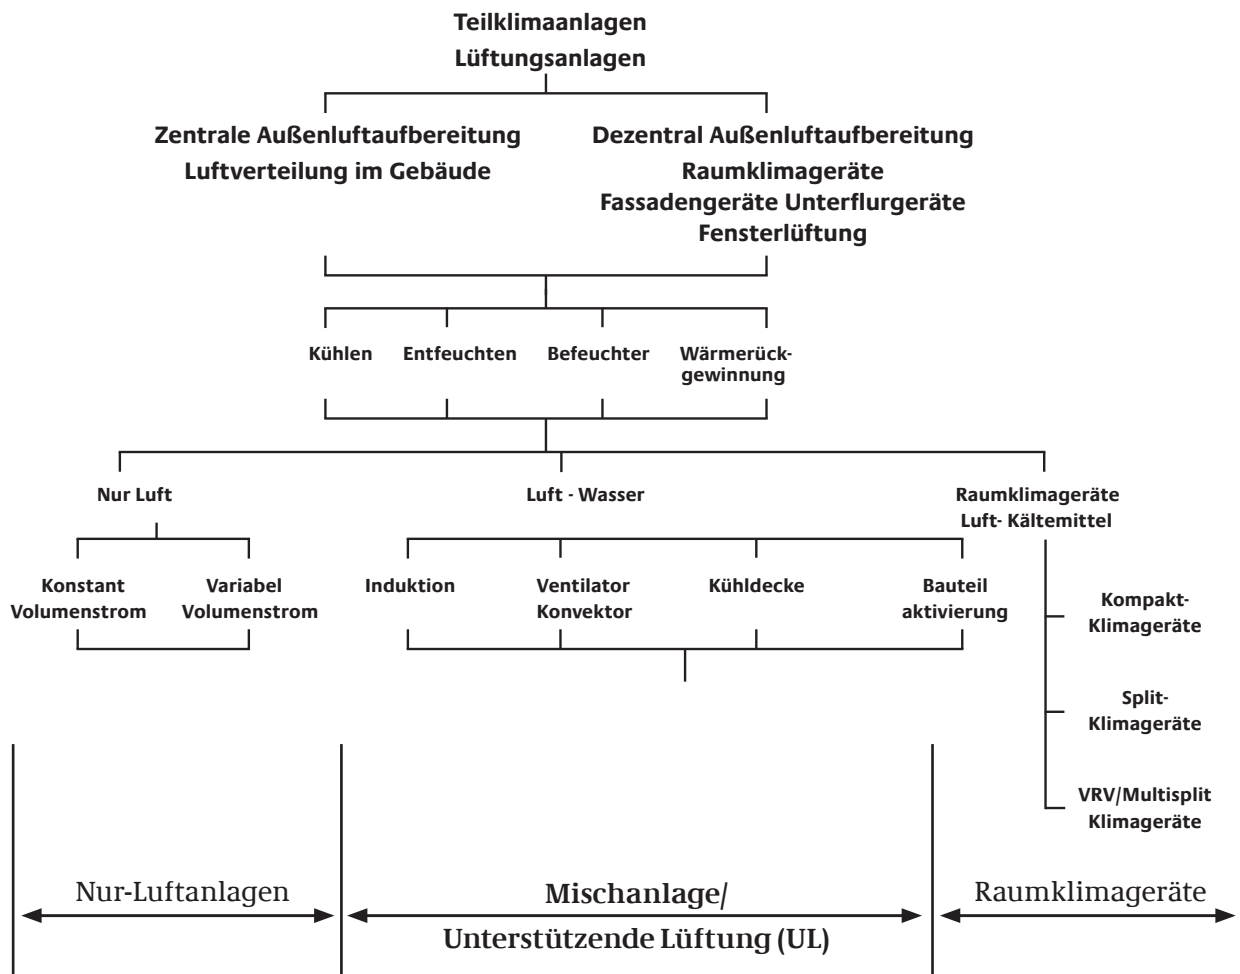 Teilklimaanlagen
Lüftungsanlagen
Zentrale Außenluftaufbereitung
Luftverteilung im Gebäude
Dezentral Außenluftaufbereitung
Raumklimageräte
Fassadengeräte Unterflurgeräte
Fensterlüftung
Kühlen
Entfeuchten
Befeuchter
Wärmerück-
gewinnung
Nur Luft
Luft - Wasser
Raumklimageräte
Luft- Kältemittel
Konstant
Volumenstrom
Variabel
Volumenstrom
Induktion
Ventilator
Konvektor
Kühldecke
Bauteil
aktivierung
Kompakt-
Klimageräte
Split-
Klimageräte
VRV/Multisplit
Klimageräte
Nur-Luftanlagen
Mischanlage/
Unterstützende Lüftung (UL)
Raumklimageräte